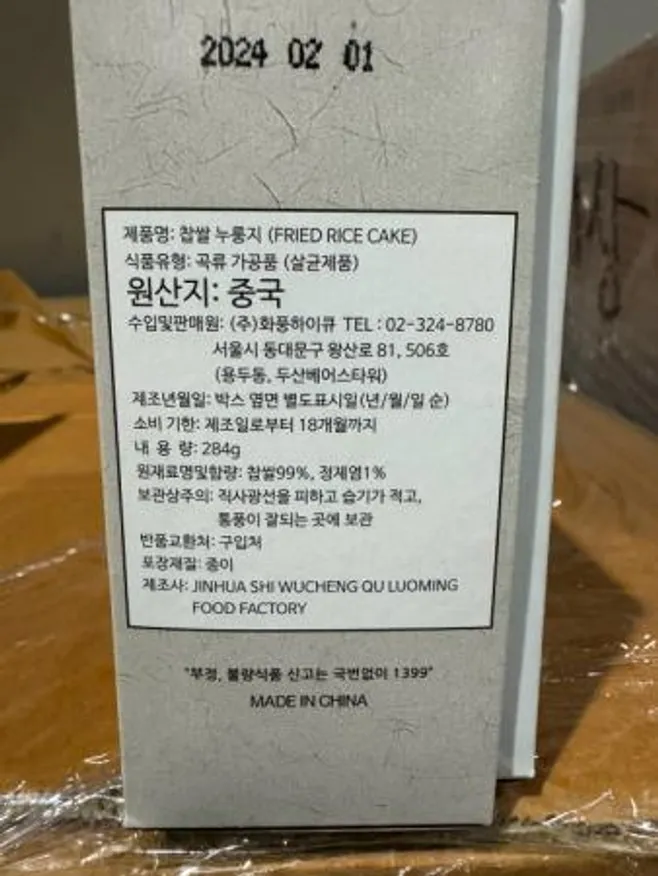 2024 02 01
제품명: 찹쌀 누룽지 (FRIED RICE CAKE)
식품유형: 곡류 가공품 (살균제품)
원산지: 중국
수입및판매원: (주)화풍하이큐 TEL : 02-324-8780
서울시 동대문구 왕산로 81, 506호
(용두동, 두산베어스타워)
제조년월일: 박스 옆면 별도표시일(년/월/일 순)
소비 기한: 제조일로부터 18개월까지
내 용 량: 284g
원재료명및함량: 찹쌀99%, 정제염1%
보관상주의: 직사광선을 피하고 습기가 적고,
통풍이 잘되는 곳에 보관
반품교환처: 구입처
포장재질: 종이
제조사: JINHUA SHI WUCHENG QU LUOMING
FOOD FACTORY
"부정, 불량식품 신고는 국번없이 1399"
MADE IN CHINA